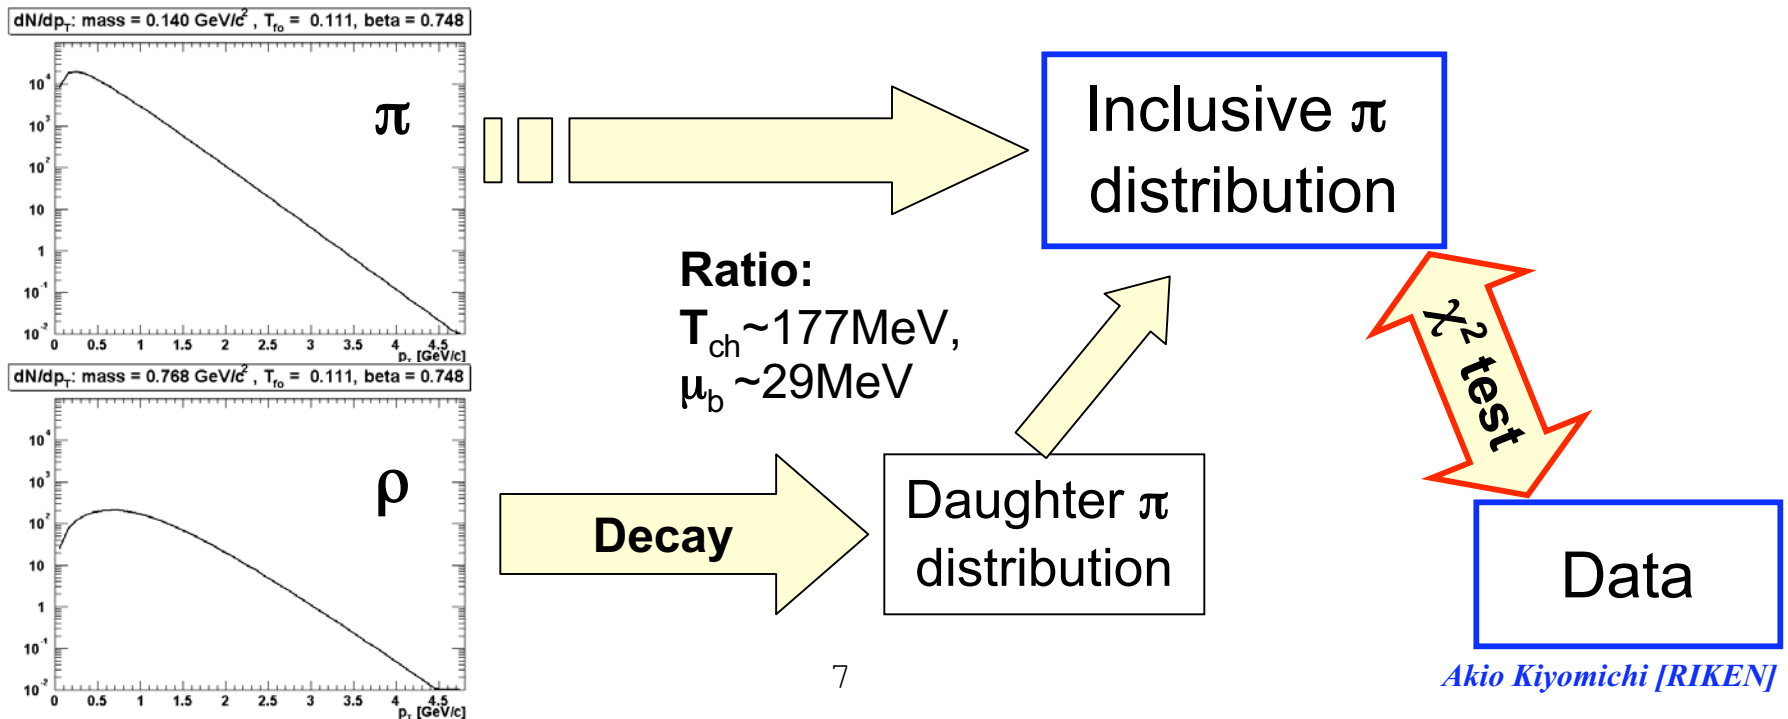 dN/dp_T: mass = 0.140 GeV/c² , T_fo = 0.111, beta = 0.748
10⁴
10³
10²
10
1
10⁻¹
10⁻²
0 0.5 1 1.5 2 2.5 3 3.5 4 4.5
p_T [GeV/c]
π
dN/dp_T: mass = 0.768 GeV/c² , T_fo = 0.111, beta = 0.748
10⁴
10³
10²
10
1
10⁻¹
10⁻²
0 0.5 1 1.5 2 2.5 3 3.5 4 4.5
p_T [GeV/c]
ρ
Inclusive π
distribution
Ratio:
T_ch~177MeV,
μ_b ~29MeV
χ² test
Decay
Daughter π
distribution
Data
7
Akio Kiyomichi [RIKEN]